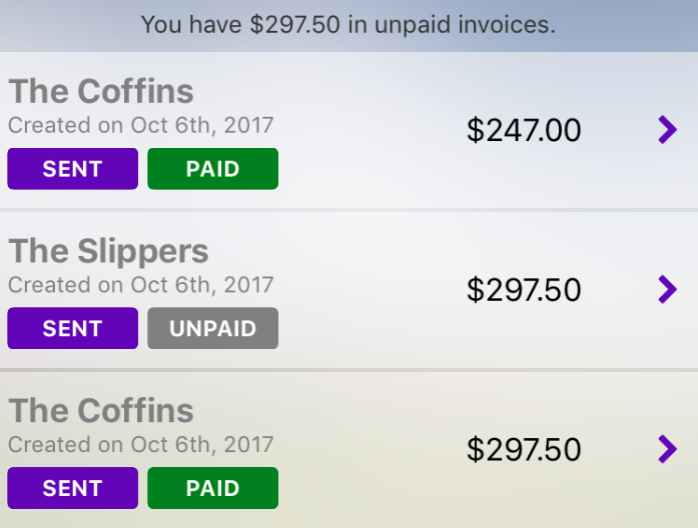 You have $297.50 in unpaid invoices.
The Coffins
Created on Oct 6th, 2017
$247.00
SENT PAID
The Slippers
Created on Oct 6th, 2017
$297.50
SENT UNPAID
The Coffins
Created on Oct 6th, 2017
$297.50
SENT PAID